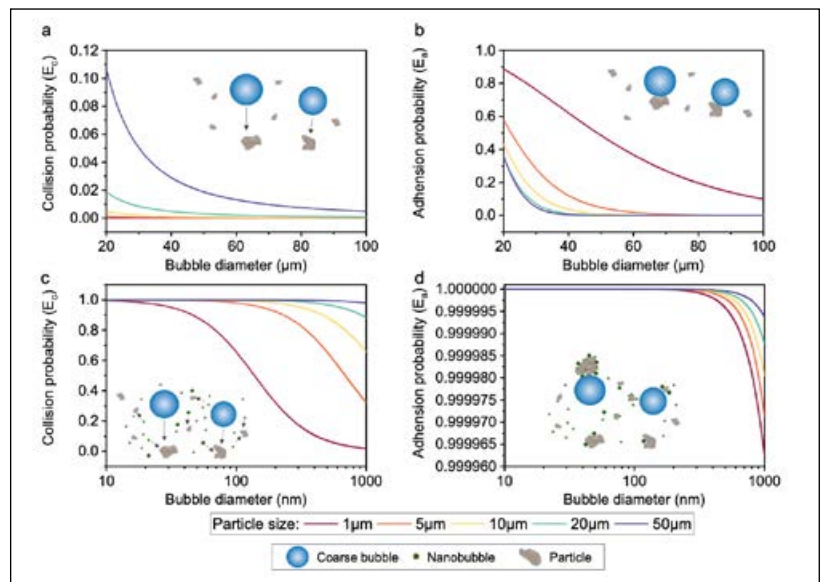 a
0.12
0.10
0.08
0.06
0.04
0.02
0.00
Collision probability (Ec)
20 40 60 80 100
Bubble diameter (µm)
b
1.0
0.8
0.6
0.4
0.2
0.0
Adhension probability (Ea)
20 40 60 80 100
Bubble diameter (µm)
c
1.0
0.8
0.6
0.4
0.2
0.0
Collision probability (Ec)
10 100 1000
Bubble diameter (nm)
d
1.000000
0.999995
0.999990
0.999985
0.999980
0.999975
0.999970
0.999965
0.999960
Adhension probability (Ea)
10 100 1000
Bubble diameter (nm)
Particle size: 1µm 5µm 10µm 20µm 50µm
Coarse bubble Nanobubble Particle